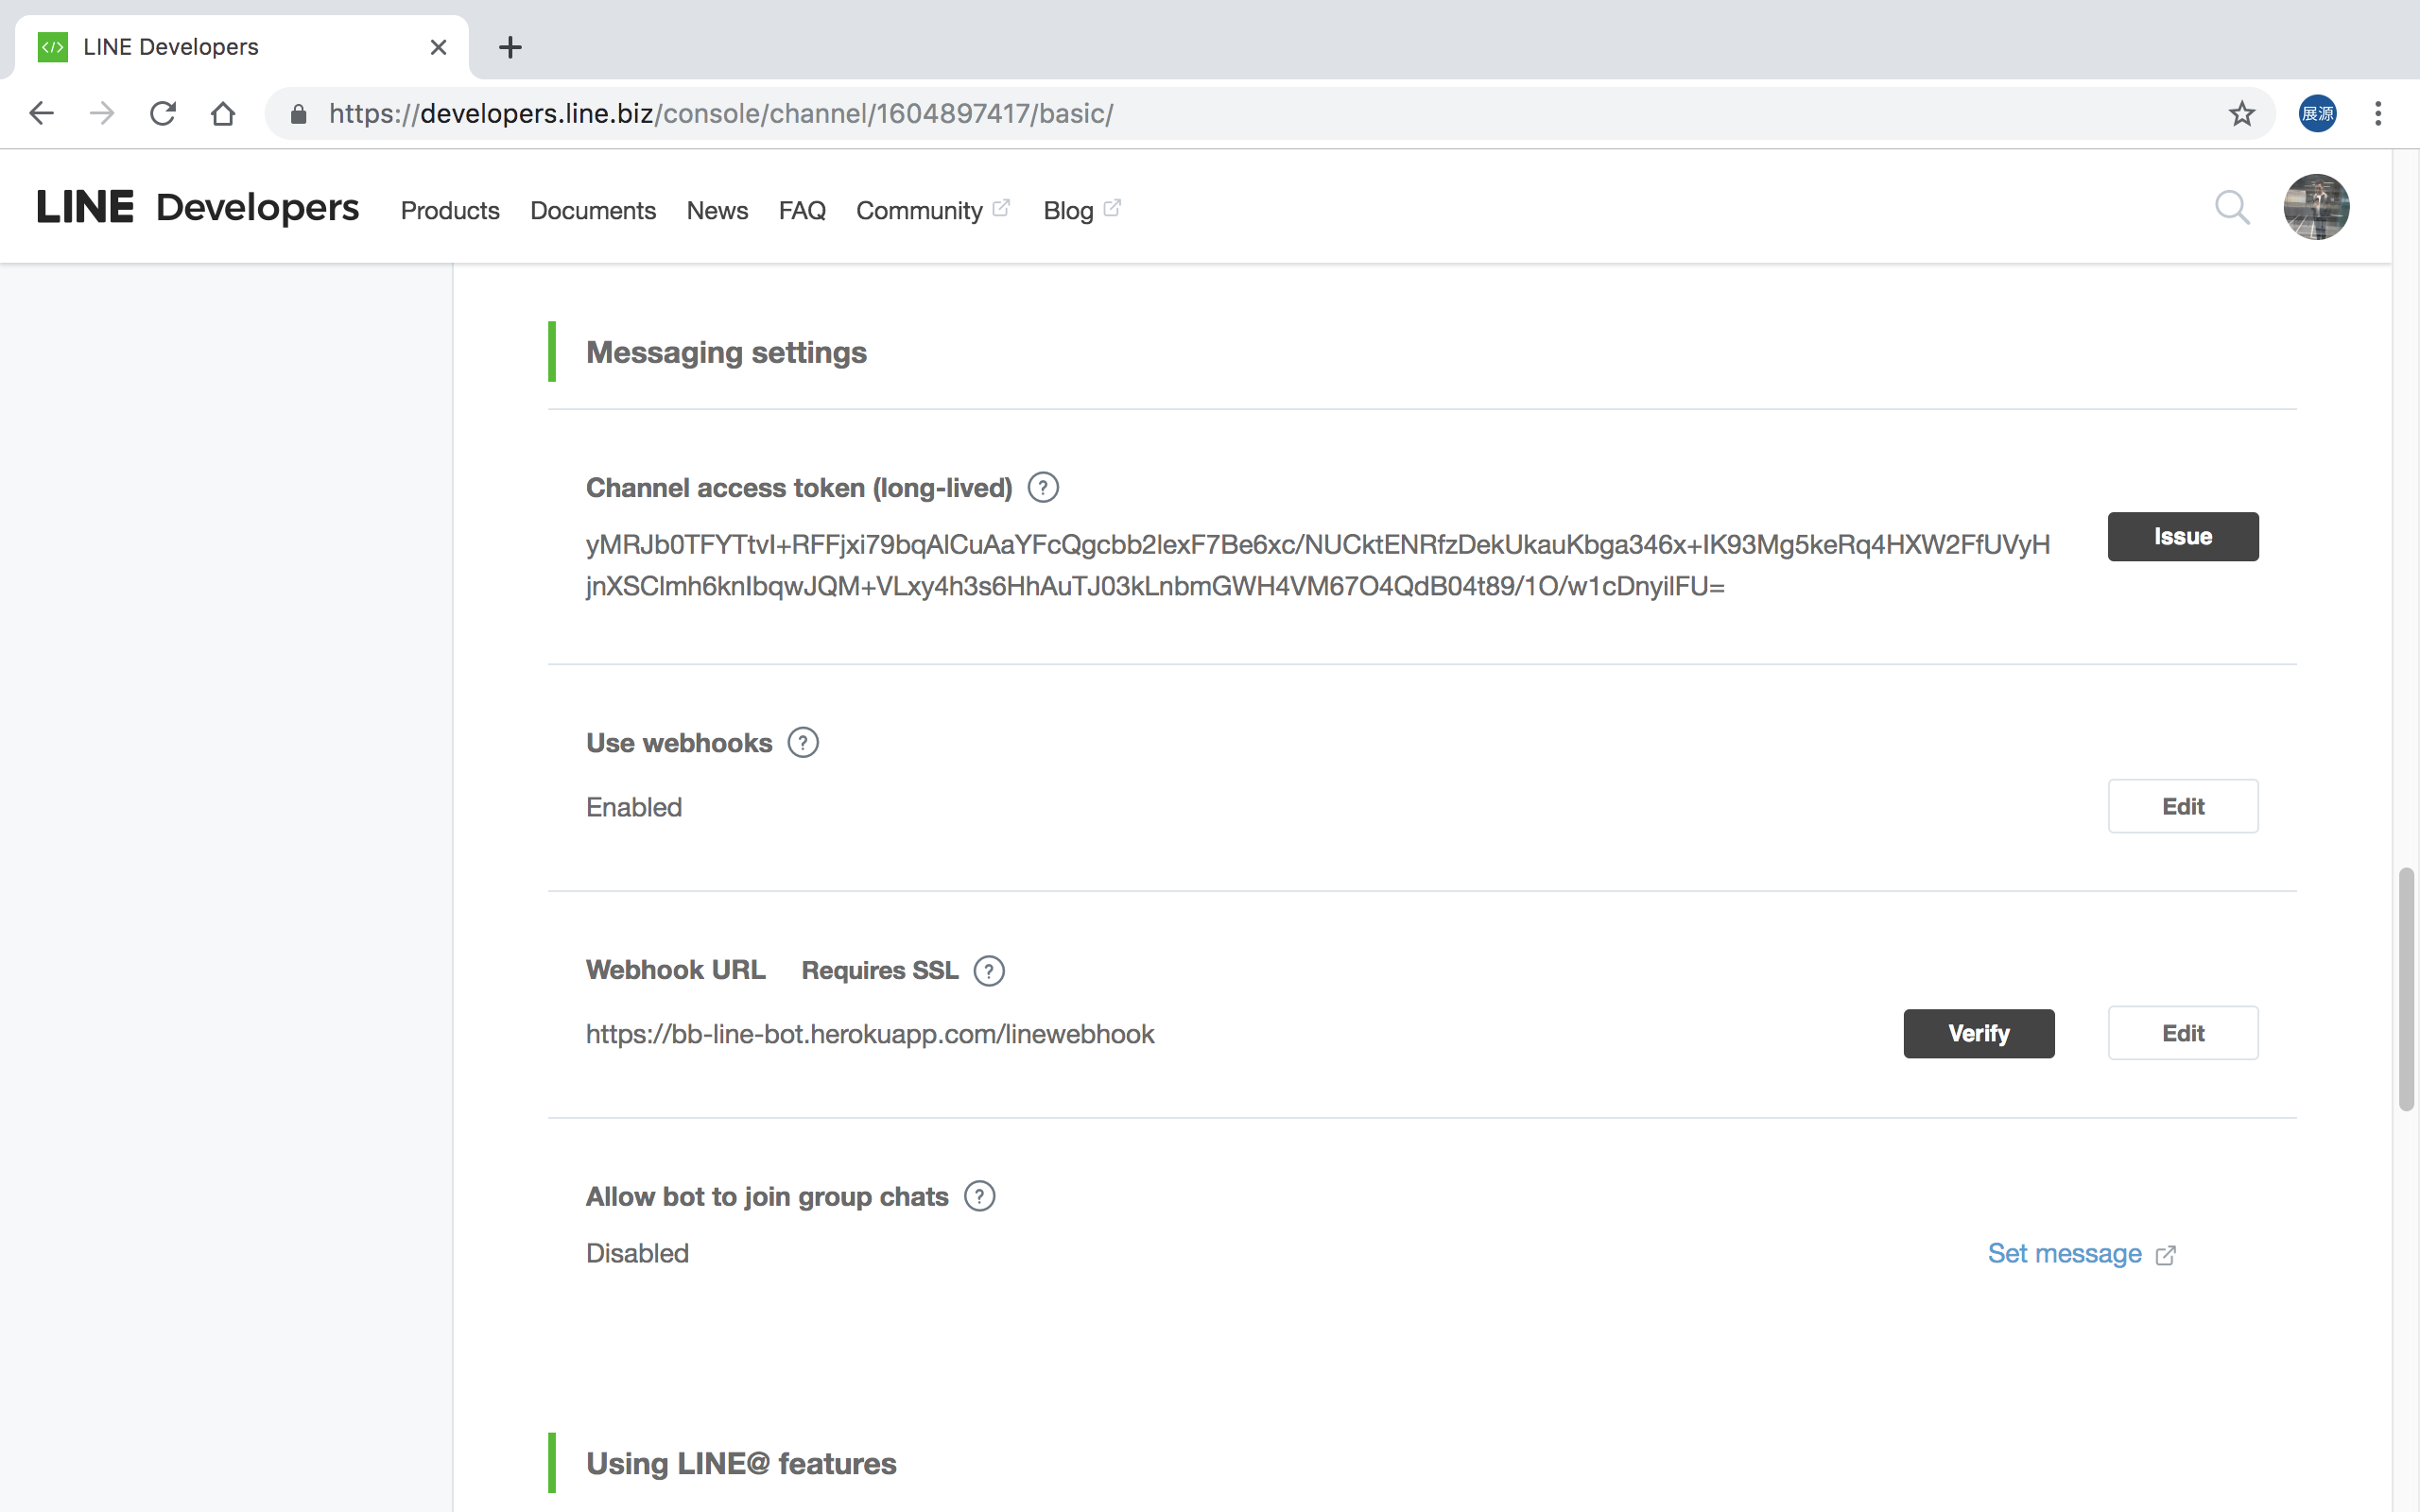 LINE Developers
https://developers.line.biz/console/channel/1604897417/basic/
展源
LINE Developers Products Documents News FAQ Community Blog
Messaging settings
Channel access token (long-lived) ?
yMRJb0TFYTtvI+RFFjxi79bqAlCuAaYFcQgcbb2lexF7Be6xc/NUCktENRfzDekUkauKbga346x+IK93Mg5keRq4HXW2FfUVyH
jnXSClmh6knIbqwJQM+VLxy4h3s6HhAuTJ03kLnbmGWH4VM67O4QdB04t89/1O/w1cDnyilFU=
Issue
Use webhooks ?
Enabled
Edit
Webhook URL Requires SSL ?
https://bb-line-bot.herokuapp.com/linewebhook
Verify Edit
Allow bot to join group chats ?
Disabled
Set message
Using LINE@ features